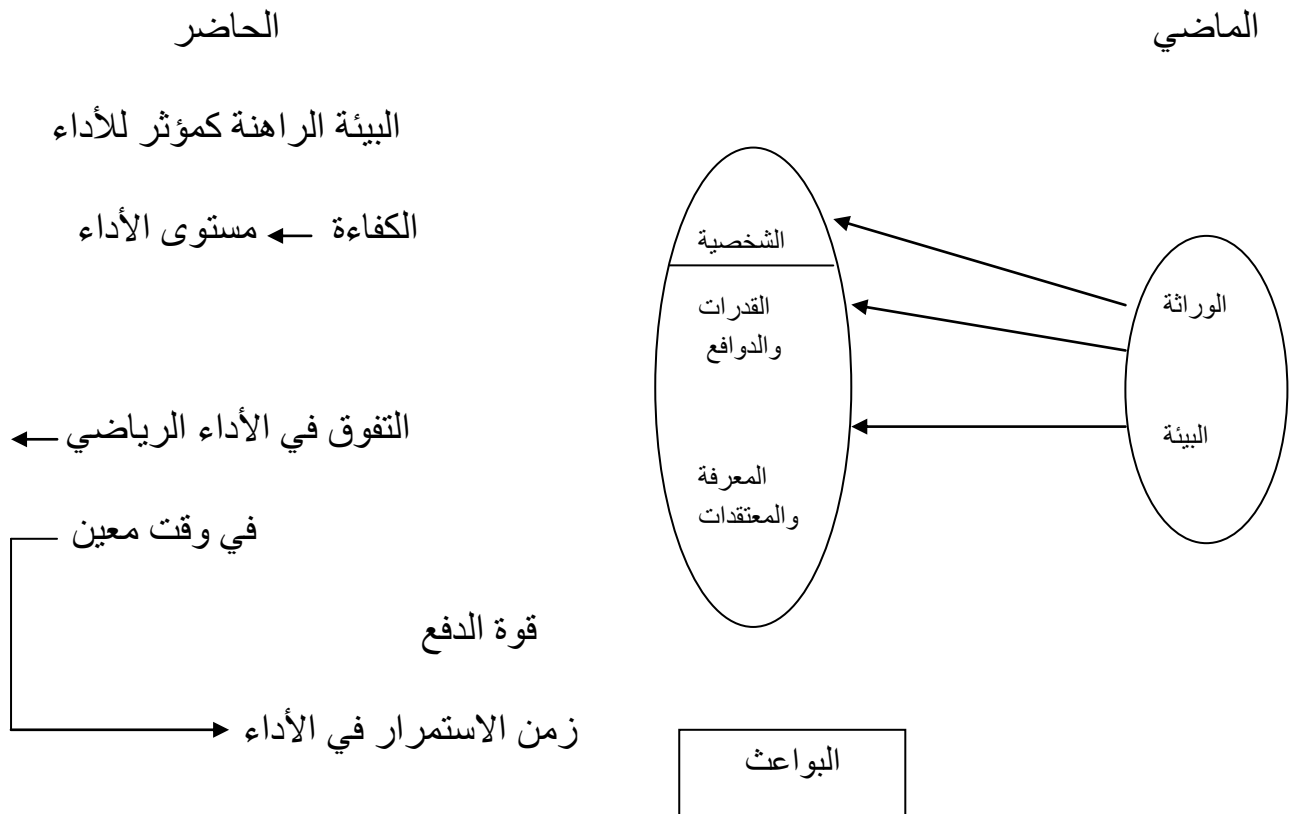 الماضي
الحاضر
البيئة الراهنة كمؤثر للأداء
الكفاءة ← مستوى الأداء
الشخصية
القدرات
والدوافع
المعرفة
والمعتقدات
الوراثة
البيئة
التفوق في الأداء الرياضي ←
في وقت معين
قوة الدفع
زمن الاستمرار في الأداء
البواعث